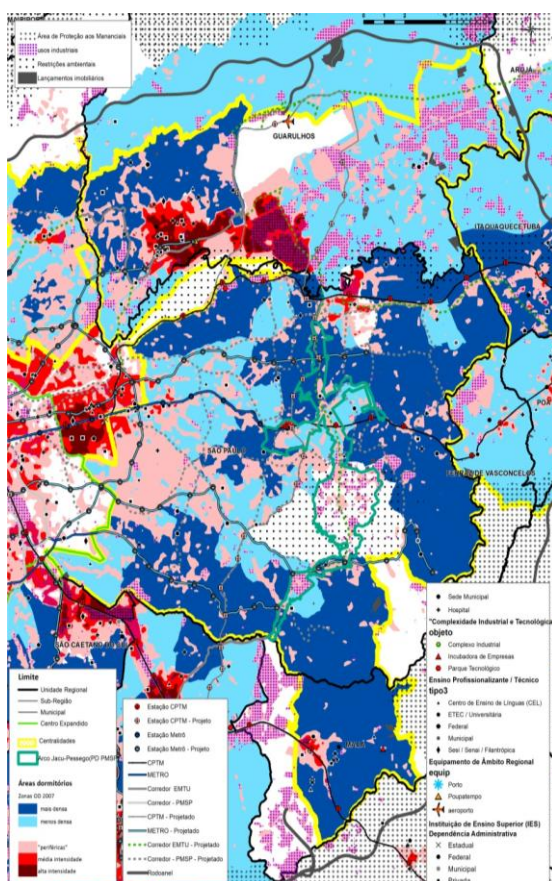 Área de Proteção aos Mananciais
usos industriais
Restrições ambientais
Lançamentos imobiliários
ARUJÁ
GUARULHOS
ITAQUAQUECETUBA
SÃO PAULO
POÁ
FERRAZ DE VASCONCELOS
SÃO CAETANO DO SUL
MAUÁ
Limite
Unidade Regional
Sub-Região
Municipal
Centro Expandido
Centralidades
Arco Jacu-Pessego(PD PMSP)
Áreas dormitórios
Zonas OD 2007
mais densa
menos densa
"periféricas"
média intensidade
alta intensidade
Estação CPTM
Estação CPTM - Projeto
Estação Metrô
Estação Metrô - Projeto
CPTM
METRO
Corredor EMTU
Corredor - PMSP
CPTM - Projetado
METRO - Projetado
Corredor EMTU - Projetado
Corredor - PMSP - Projetado
Rodoanel
Sede Municipal
Hospital
"Complexidade Industrial e Tecnológica
objeto
Complexo Industrial
Incubadora de Empresas
Parque Tecnológico
Ensino Profissionalizante / Técnico
tipo3
Centro de Ensino de Línguas (CEL)
ETEC / Universitária
Federal
Municipal
Sesi / Senai / Filantrópica
Equipamento de Âmbito Regional
equip
Porto
Poupatempo
aeroporto
Instituição de Ensino Superior (IES)
Dependência Administrativa
Estadual
Federal
Municipal
Privada